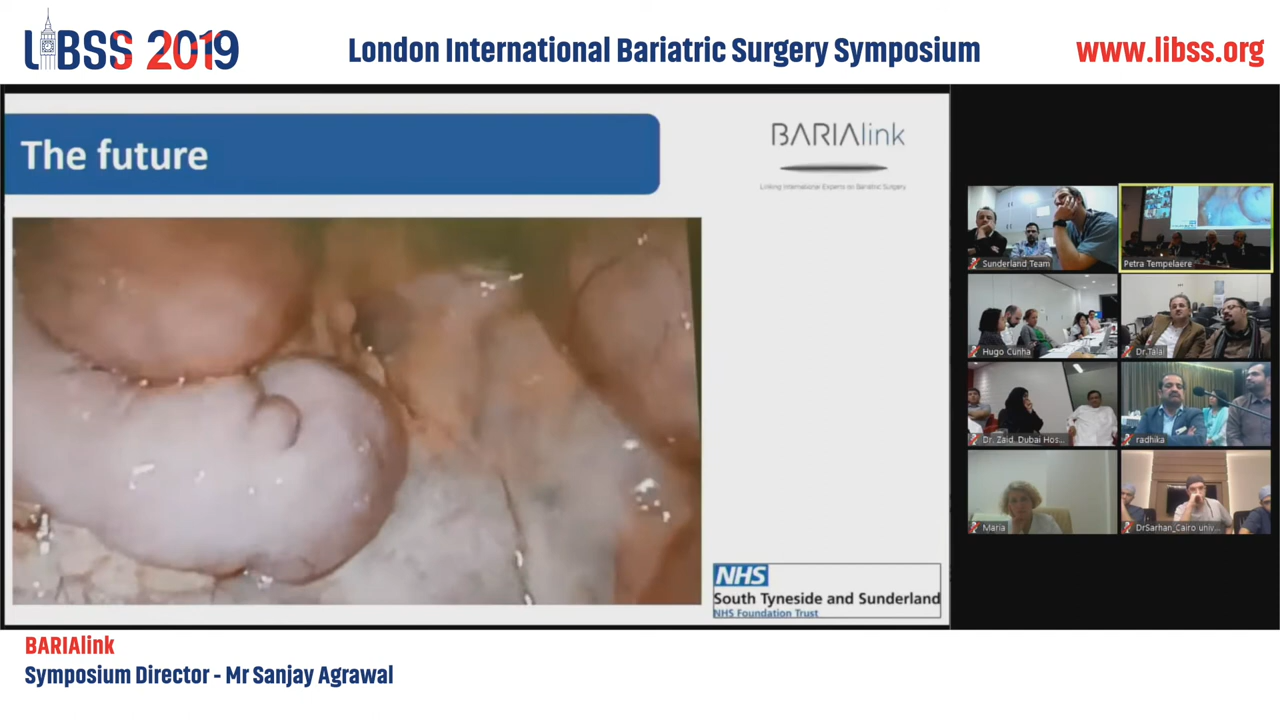 LIBSS 2019
London International Bariatric Surgery Symposium
www.libss.org
The future
BARIAlink
Linking International Experts on Bariatric Surgery
Sunderland Team
Petra Tempelaere
Hugo Cunha
Dr.Talal
Dr. Zaid_Dubai Hos...
radhika
Maria
DrSarhan_Cairo univ...
NHS
South Tyneside and Sunderland
NHS Foundation Trust
BARIAlink
Symposium Director - Mr Sanjay Agrawal